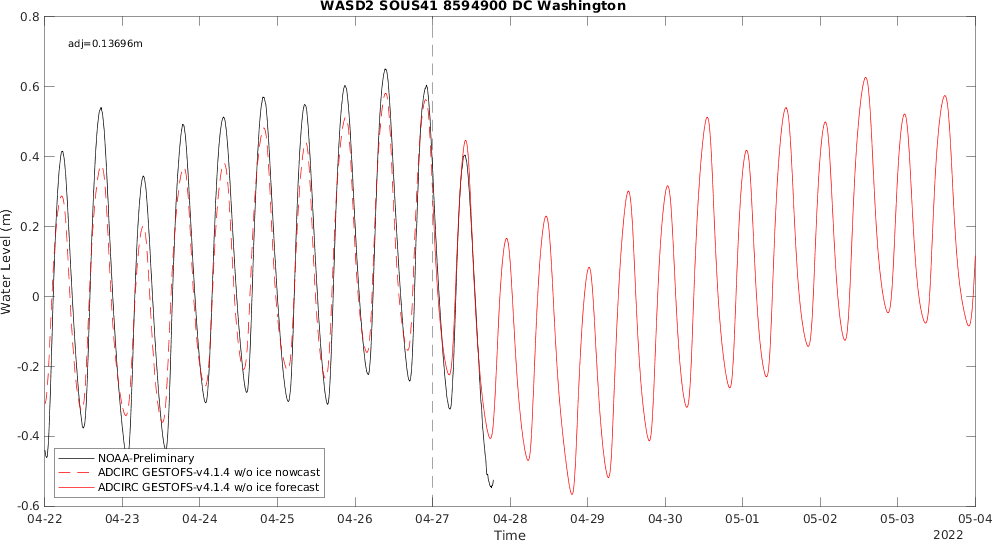 WASD2 SOUS41 8594900 DC Washington
adj=0.13696m
0.8
0.6
0.4
0.2
0
-0.2
-0.4
-0.6
Water Level (m)
NOAA-Preliminary
ADCIRC GESTOFS-v4.1.4 w/o ice nowcast
ADCIRC GESTOFS-v4.1.4 w/o ice forecast
04-22 04-23 04-24 04-25 04-26 04-27 04-28 04-29 04-30 05-01 05-02 05-03 05-04
Time
2022